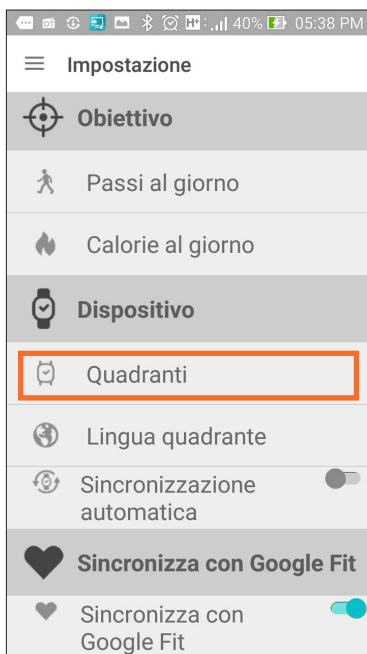 40% 05:38 PM
Impostazione
Obiettivo
Passi al giorno
Calorie al giorno
Dispositivo
Quadranti
Lingua quadrante
Sincronizzazione
automatica
Sincronizza con Google Fit
Sincronizza con
Google Fit